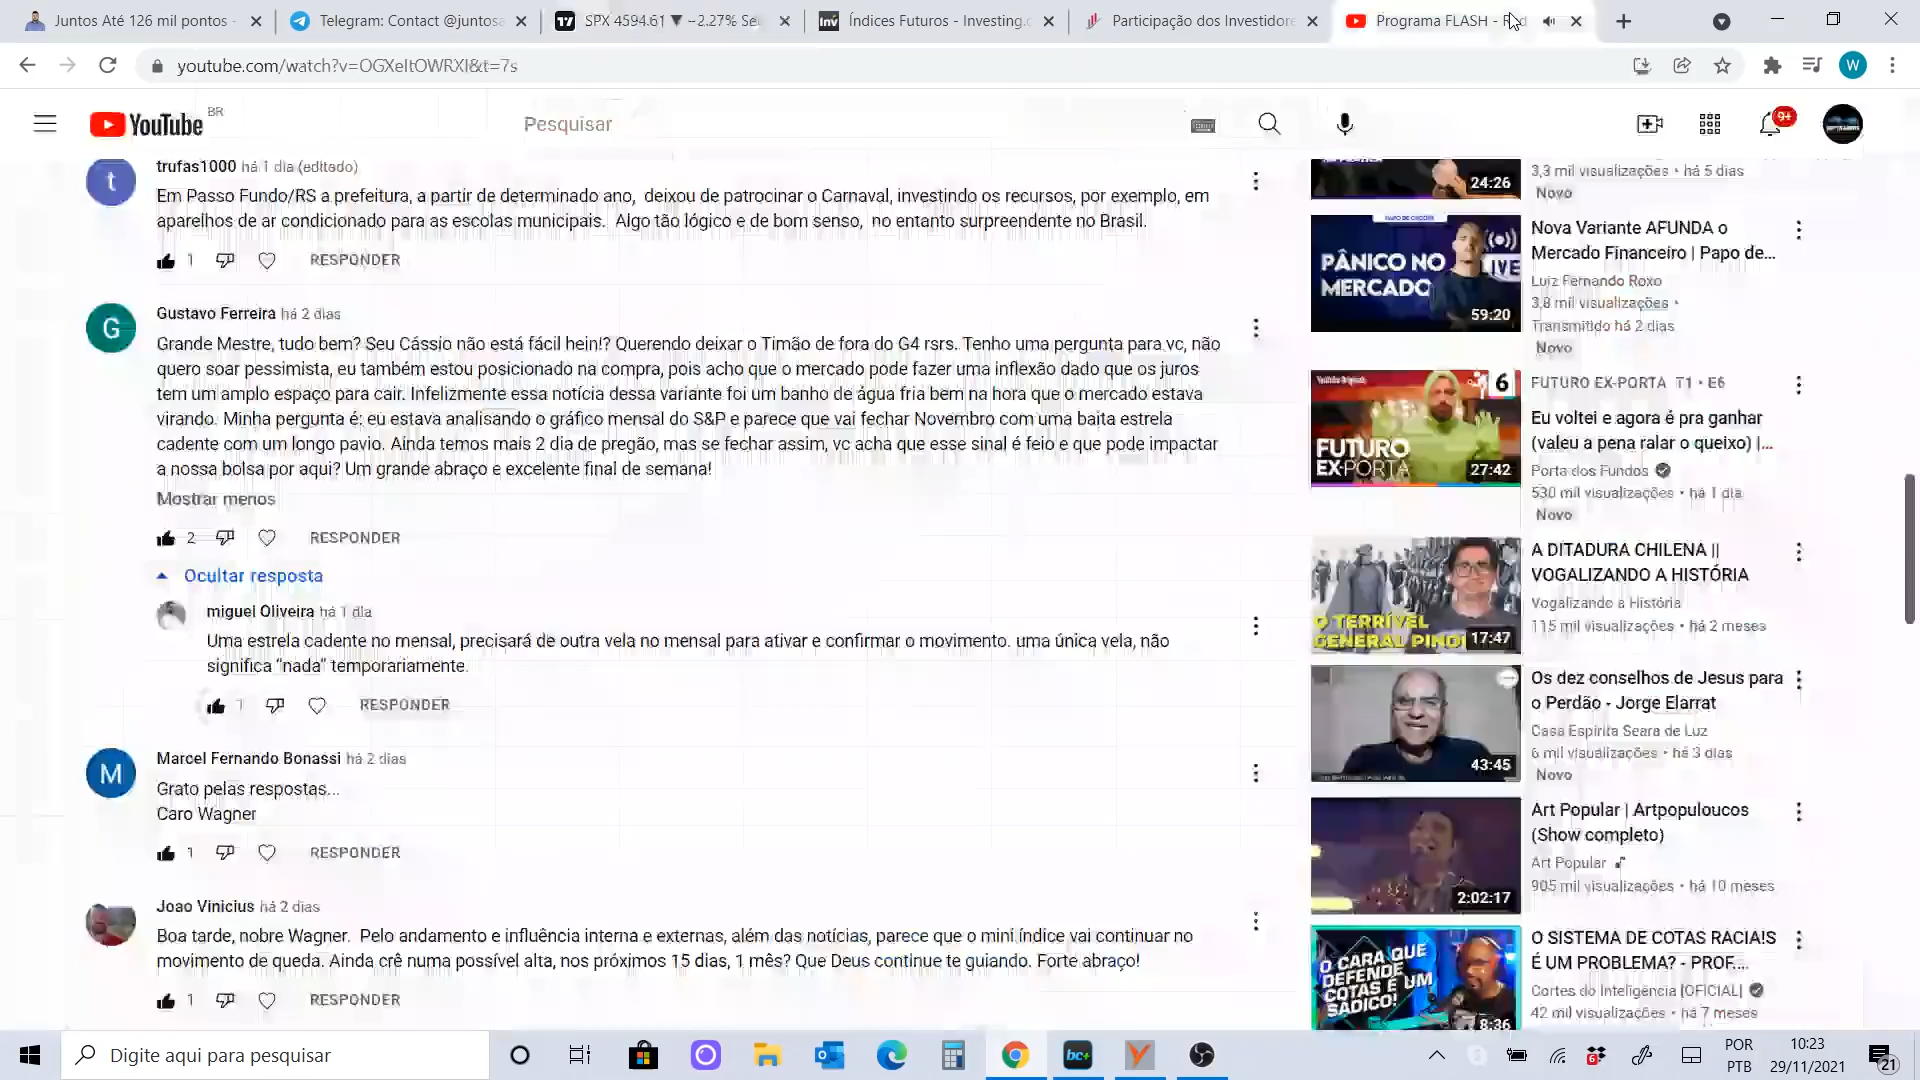 Juntos Até 126 mil pontos -
Telegram: Contact @juntosa
SPX 4594.61 ▼ −2.27% Se
Índices Futuros - Investing.c
Participação dos Investidore
Programa FLASH - R
youtube.com/watch?v=OGXeItOWRXI&t=7s
W
YouTube
BR
Pesquisar
9+
t
trufas1000 há 1 dia (editado)
Em Passo Fundo/RS a prefeitura, a partir de determinado ano, deixou de patrocinar o Carnaval, investindo os recursos, por exemplo, em
aparelhos de ar condicionado para as escolas municipais. Algo tão lógico e de bom senso, no entanto surpreendente no Brasil.
1 RESPONDER
G
Gustavo Ferreira há 2 dias
Grande Mestre, tudo bem? Seu Cássio não está fácil hein!? Querendo deixar o Timão de fora do G4 rsrs. Tenho uma pergunta para vc, não
quero soar pessimista, eu também estou posicionado na compra, pois acho que o mercado pode fazer uma inflexão dado que os juros
tem um amplo espaço para cair. Infelizmente essa notícia dessa variante foi um banho de água fria bem na hora que o mercado estava
virando. Minha pergunta é: eu estava analisando o gráfico mensal do S&P e parece que vai fechar Novembro com uma baita estrela
cadente com um longo pavio. Ainda temos mais 2 dia de pregão, mas se fechar assim, vc acha que esse sinal é feio e que pode impactar
a nossa bolsa por aqui? Um grande abraço e excelente final de semana!
Mostrar menos
2 RESPONDER
Ocultar resposta
miguel Oliveira há 1 dia
Uma estrela cadente no mensal, precisará de outra vela no mensal para ativar e confirmar o movimento. uma única vela, não
significa “nada” temporariamente.
1 RESPONDER
M
Marcel Fernando Bonassi há 2 dias
Grato pelas respostas...
Caro Wagner
1 RESPONDER
Joao Vinicius há 2 dias
Boa tarde, nobre Wagner. Pelo andamento e influência interna e externas, além das notícias, parece que o mini índice vai continuar no
movimento de queda. Ainda crê numa possível alta, nos próximos 15 dias, 1 mês? Que Deus continue te guiando. Forte abraço!
1 RESPONDER
24:26
3,3 mil visualizações • há 5 dias
Novo
PÂNICO NO
MERCADO
59:20
Nova Variante AFUNDA o
Mercado Financeiro | Papo de...
Luiz Fernando Roxo
3,8 mil visualizações •
Transmitido há 2 dias
Novo
6
FUTURO
EX-PORTA
27:42
FUTURO EX-PORTA T1 • E6
Eu voltei e agora é pra ganhar
(valeu a pena ralar o queixo) |...
Porta dos Fundos
530 mil visualizações • há 1 dia
Novo
O TERRÍVEL
GENERAL PINO
17:47
A DITADURA CHILENA ||
VOGALIZANDO A HISTÓRIA
Vogalizando a História
115 mil visualizações • há 2 meses
43:45
Os dez conselhos de Jesus para
o Perdão - Jorge Elarrat
Casa Espírita Seara de Luz
6 mil visualizações • há 3 dias
Novo
2:02:17
Art Popular | Artpopuloucos
(Show completo)
Art Popular
905 mil visualizações • há 10 meses
O CARA QUE
DEFENDE
COTAS É UM
SÁDICO!
8:36
O SISTEMA DE COTAS RACIA!S
É UM PROBLEMA? - PROF....
Cortes do Inteligência [OFICIAL]
42 mil visualizações • há 7 meses
Digite aqui para pesquisar
bc+
6
POR
PTB
10:23
29/11/2021
21